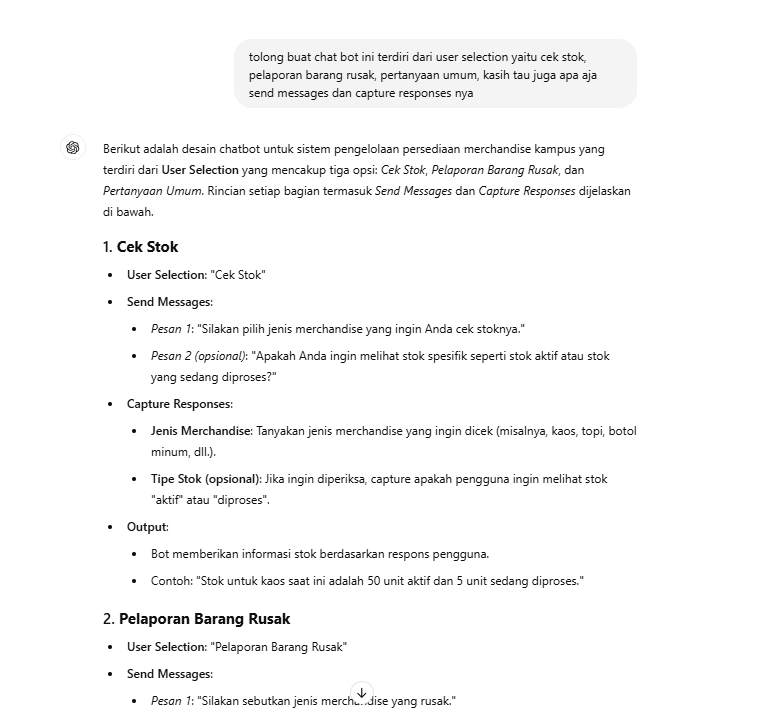 tolong buat chat bot ini terdiri dari user selection yaitu cek stok,
pelaporan barang rusak, pertanyaan umum, kasih tau juga apa aja
send messages dan capture responses nya
Berikut adalah desain chatbot untuk sistem pengelolaan persediaan merchandise kampus yang
terdiri dari User Selection yang mencakup tiga opsi: Cek Stok, Pelaporan Barang Rusak, dan
Pertanyaan Umum. Rincian setiap bagian termasuk Send Messages dan Capture Responses dijelaskan
di bawah.
1. Cek Stok
• User Selection: "Cek Stok"
• Send Messages:
• Pesan 1: "Silakan pilih jenis merchandise yang ingin Anda cek stoknya."
• Pesan 2 (opsional): "Apakah Anda ingin melihat stok spesifik seperti stok aktif atau stok
yang sedang diproses?"
• Capture Responses:
• Jenis Merchandise: Tanyakan jenis merchandise yang ingin dicek (misalnya, kaos, topi, botol
minum, dll.).
• Tipe Stok (opsional): Jika ingin diperiksa, capture apakah pengguna ingin melihat stok
"aktif" atau "diproses".
• Output:
• Bot memberikan informasi stok berdasarkan respons pengguna.
• Contoh: "Stok untuk kaos saat ini adalah 50 unit aktif dan 5 unit sedang diproses."
2. Pelaporan Barang Rusak
• User Selection: "Pelaporan Barang Rusak"
• Send Messages:
• Pesan 1: "Silakan sebutkan jenis merchandise yang rusak."